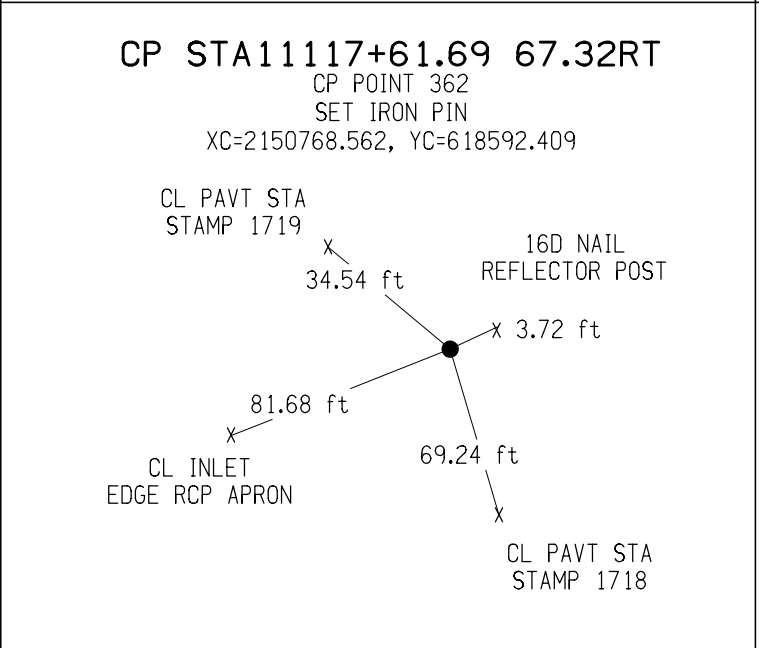 CP STA11117+61.69 67.32RT
CP POINT 362
SET IRON PIN
XC=2150768.562, YC=618592.409
CL PAVT STA
STAMP 1719
X
34.54 ft
16D NAIL
REFLECTOR POST
X 3.72 ft
81.68 ft
X
CL INLET
EDGE RCP APRON
69.24 ft
X
CL PAVT STA
STAMP 1718